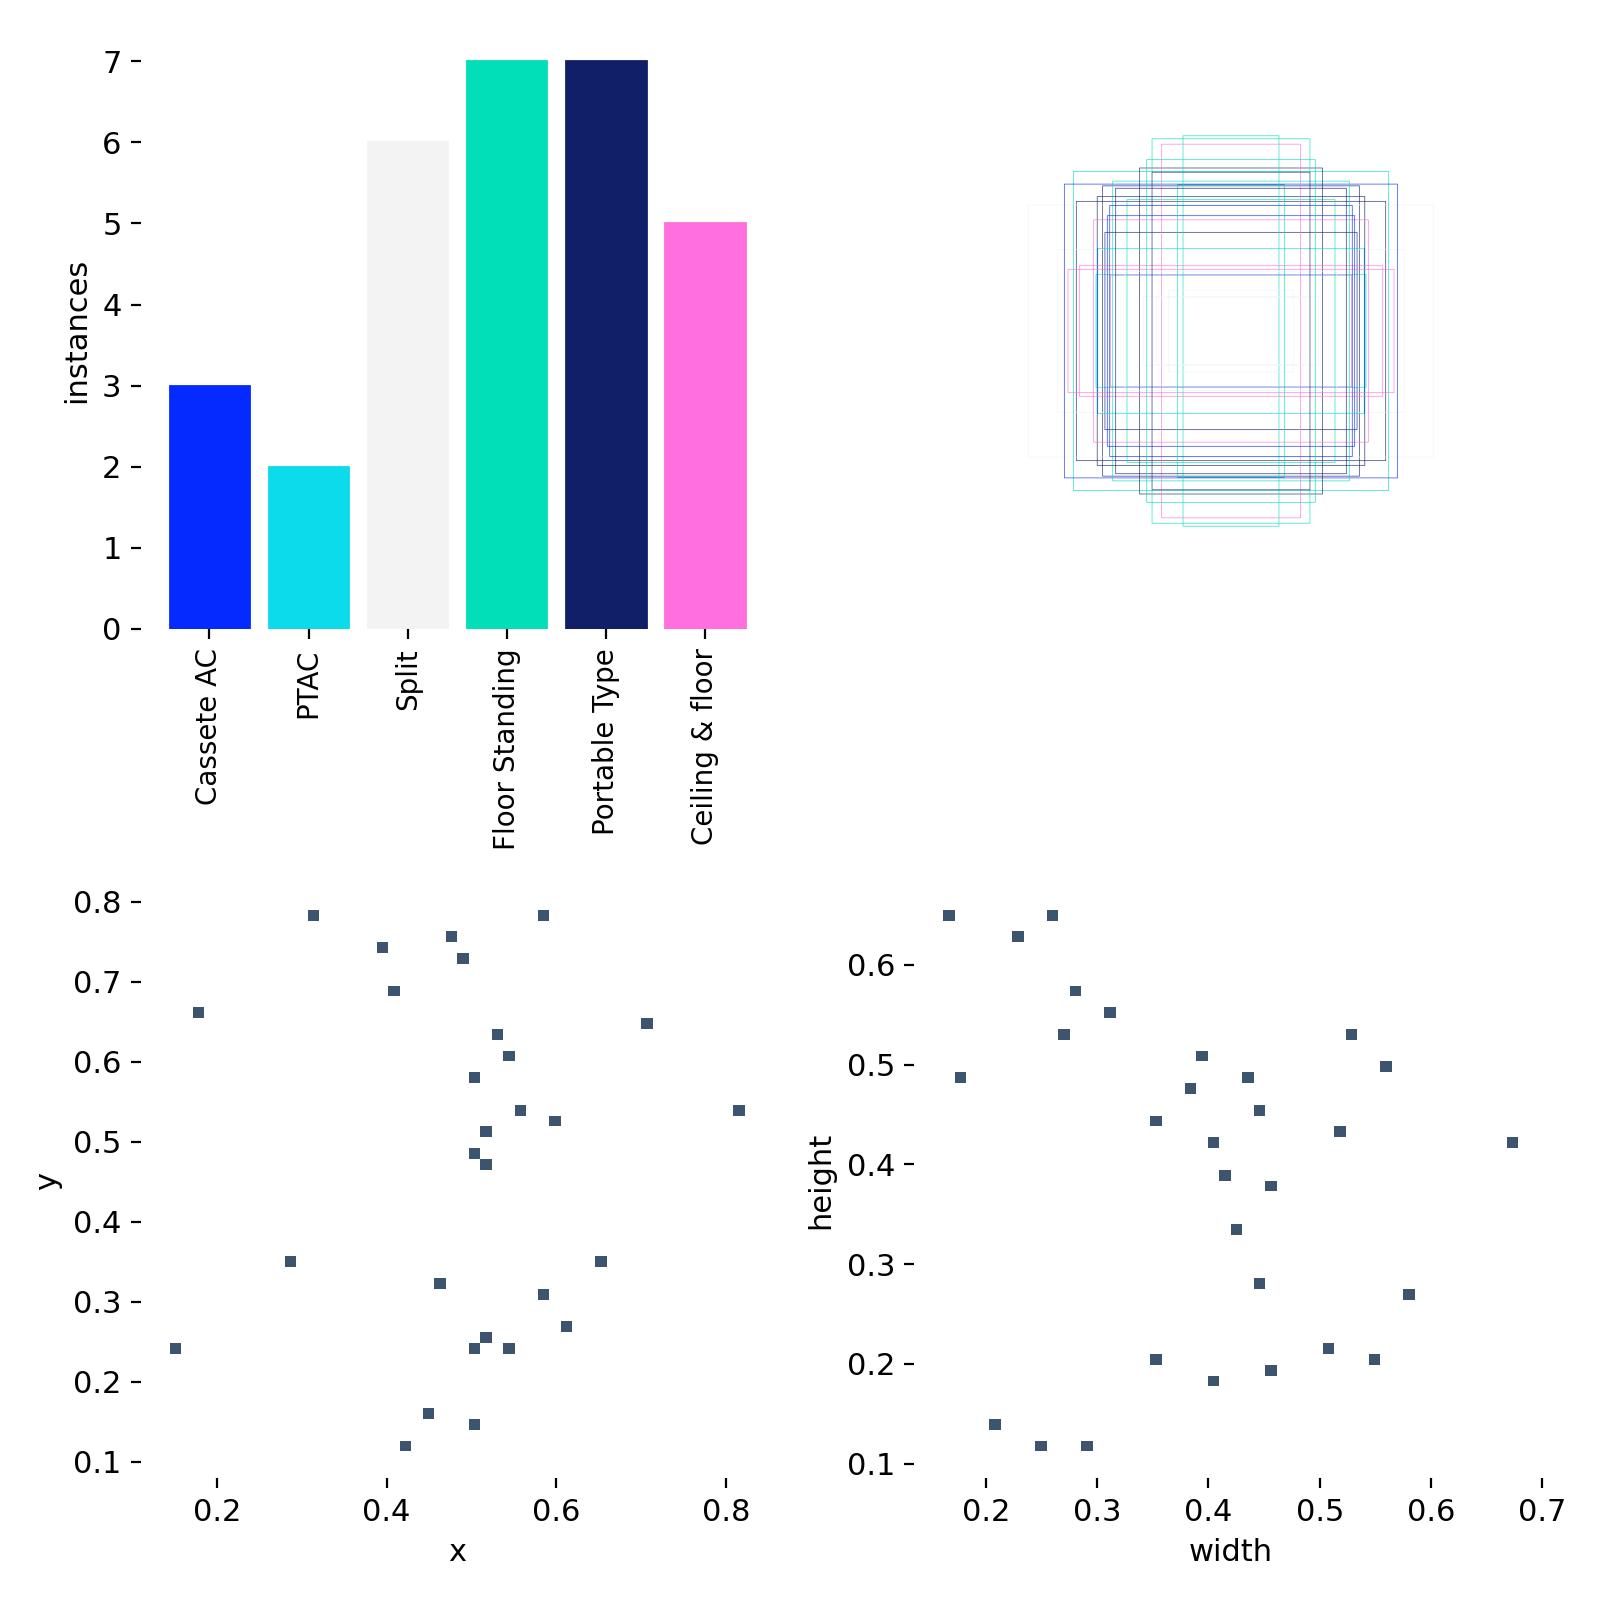 7
6
5
4
3
2
1
0
instances
Cassete AC
PTAC
Split
Floor Standing
Portable Type
Ceiling & floor
0.8
0.7
0.6
0.5
0.4
0.3
0.2
0.1
y
0.2 0.4 0.6 0.8
x
0.6
0.5
0.4
0.3
0.2
0.1
height
0.2 0.3 0.4 0.5 0.6 0.7
width